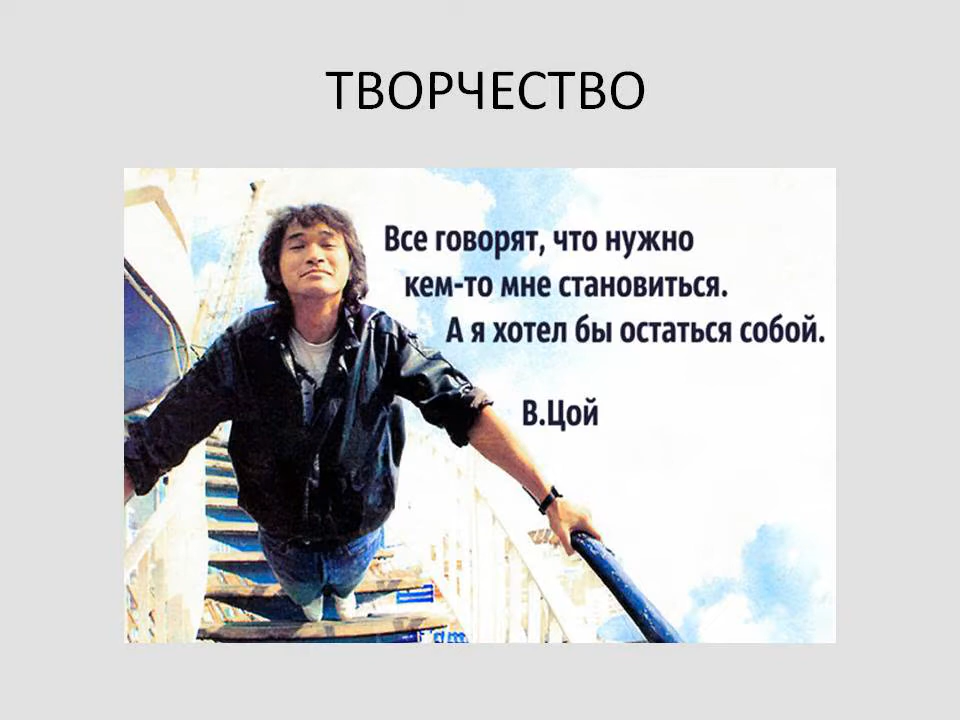 ТВОРЧЕСТВО
Все говорят, что нужно
кем-то мне становиться.
А я хотел бы остаться собой.
В.Цой